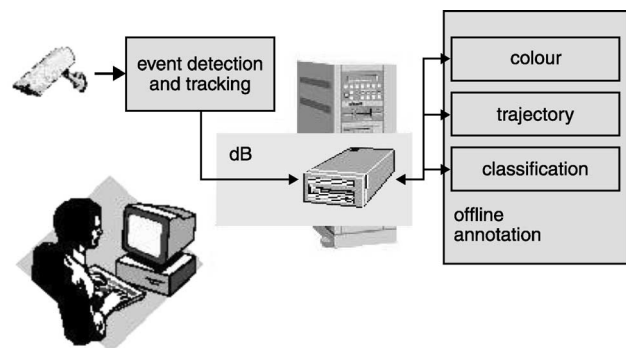 event detection
and tracking
dB
colour
trajectory
classification
offline
annotation